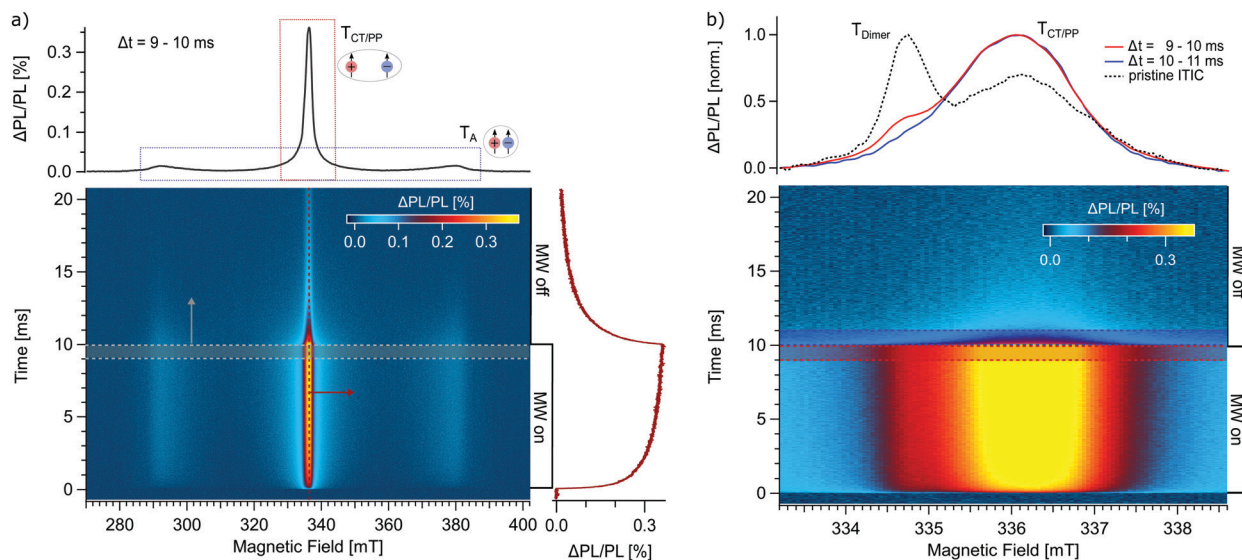 a)
Δt = 9 - 10 ms
T_CT/PP
+
−
T_A
+
−
ΔPL/PL [%]
0.3
0.2
0.1
0.0
ΔPL/PL [%]
0.0 0.1 0.2 0.3
Time [ms]
20
15
10
5
0
MW off
MW on
280 300 320 340 360 380 400
Magnetic Field [mT]
0.0 0.3
ΔPL/PL [%]
b)
T_Dimer
T_CT/PP
Δt = 9 - 10 ms
Δt = 10 - 11 ms
pristine ITIC
ΔPL/PL [norm.]
1.0
0.5
0.0
ΔPL/PL [%]
0.0 0.3
Time [ms]
20
15
10
5
0
MW off
MW on
334 335 336 337 338
Magnetic Field [mT]